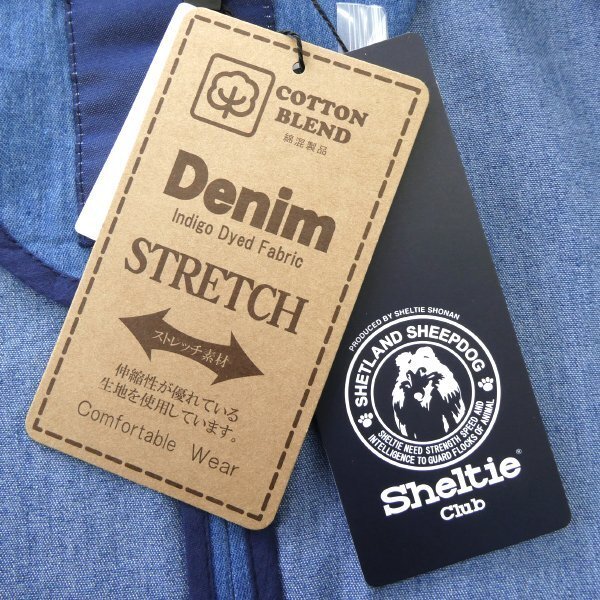 COTTON
BLEND
綿混製品
Denim
Indigo Dyed Fabric
STRETCH
ストレッチ素材
伸縮性が優れている
生地を使用しています。
Comfortable Wear
PRODUCED BY SHELTIE SHONAN
SHETLAND SHEEPDOG
SHELTIE NEED STRENGTH SPEED AND
INTELLIGENCE TO GUARD FLOCKS OF ANIMAL
Sheltie®
Club